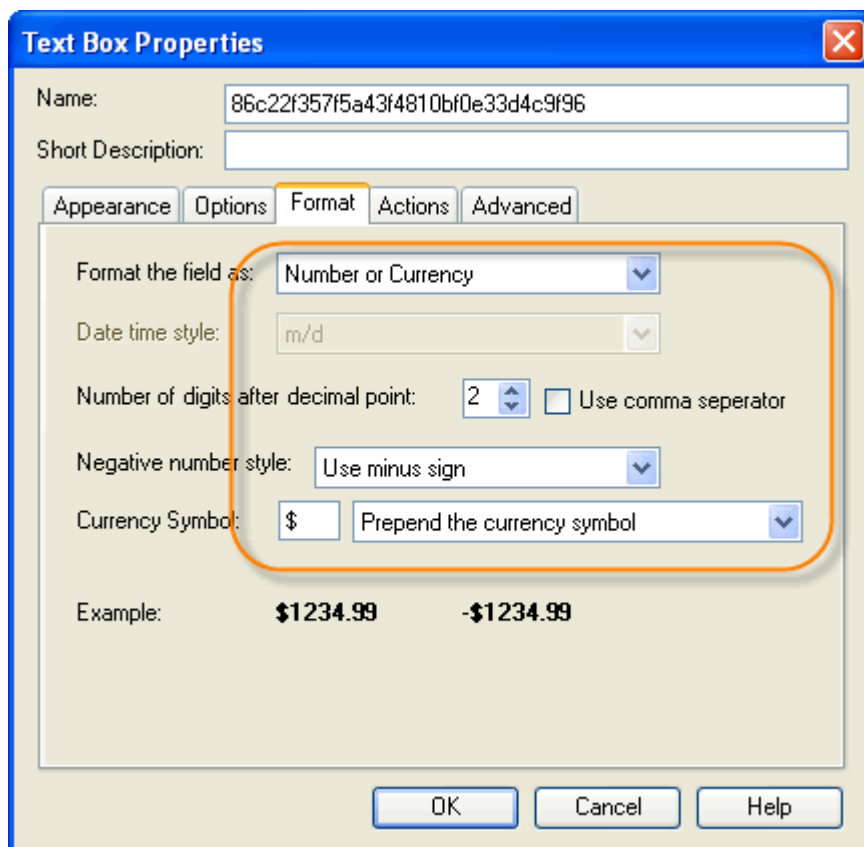 Text Box Properties
Name: 86c22f357f5a43f4810bf0e33d4c9f96
Short Description:
Appearance Options Format Actions Advanced
Format the field as: Number or Currency
Date time style: m/d
Number of digits after decimal point: 2 Use comma seperator
Negative number style: Use minus sign
Currency Symbol: $ Prepend the currency symbol
Example: $1234.99 -$1234.99
OK Cancel Help